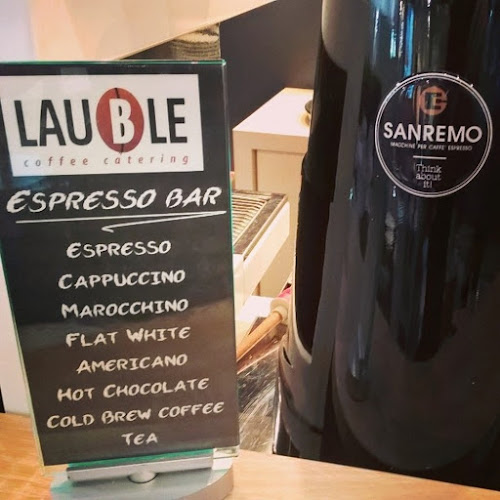 LAUBLE
coffee catering
ESPRESSO BAR
ESPRESSO
CAPPUCCINO
MAROCCHINO
FLAT WHITE
AMERICANO
HOT CHOCOLATE
COLD BREW COFFEE
TEA
SANREMO
MACCHINE PER CAFFÈ ESPRESSO
Think
about
it!